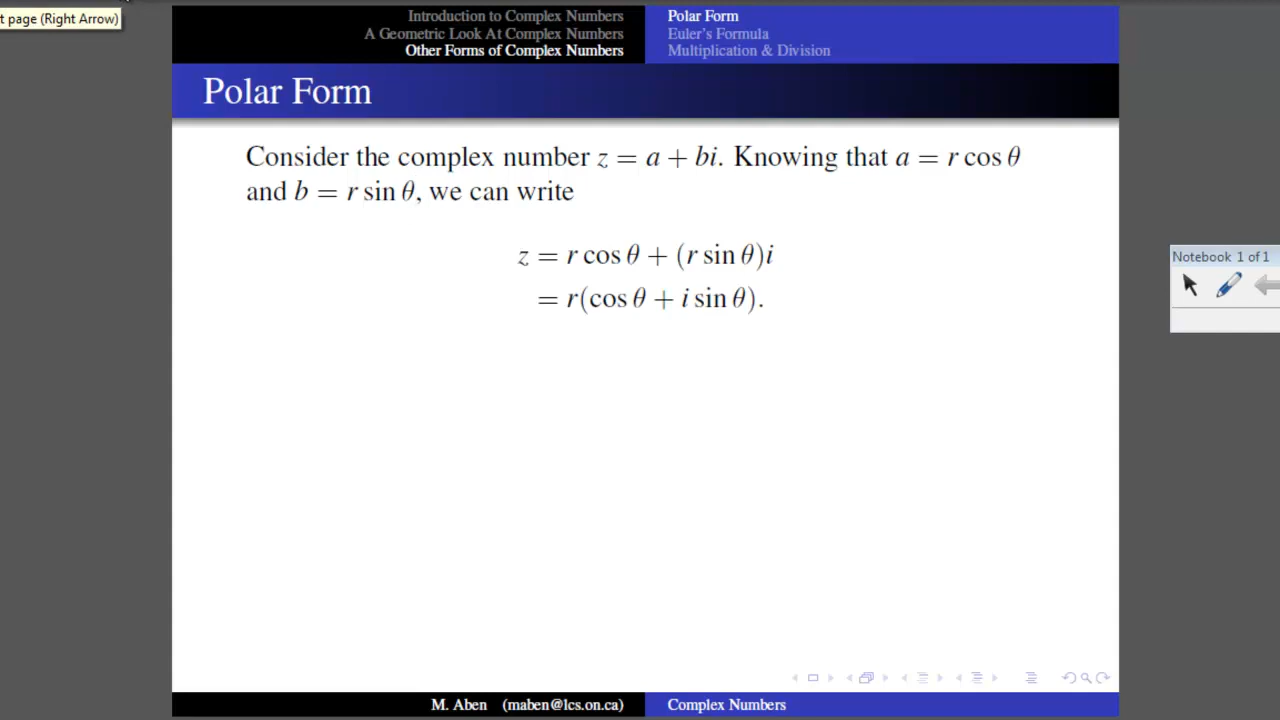 t page (Right Arrow)
Introduction to Complex Numbers
A Geometric Look At Complex Numbers
Other Forms of Complex Numbers
Polar Form
Euler's Formula
Multiplication & Division
Polar Form
Consider the complex number z = a + bi. Knowing that a = r cos θ
and b = r sin θ, we can write
z = r cos θ + (r sin θ)i
= r(cos θ + i sin θ).
Notebook 1 of 1
M. Aben (maben@lcs.on.ca)
Complex Numbers